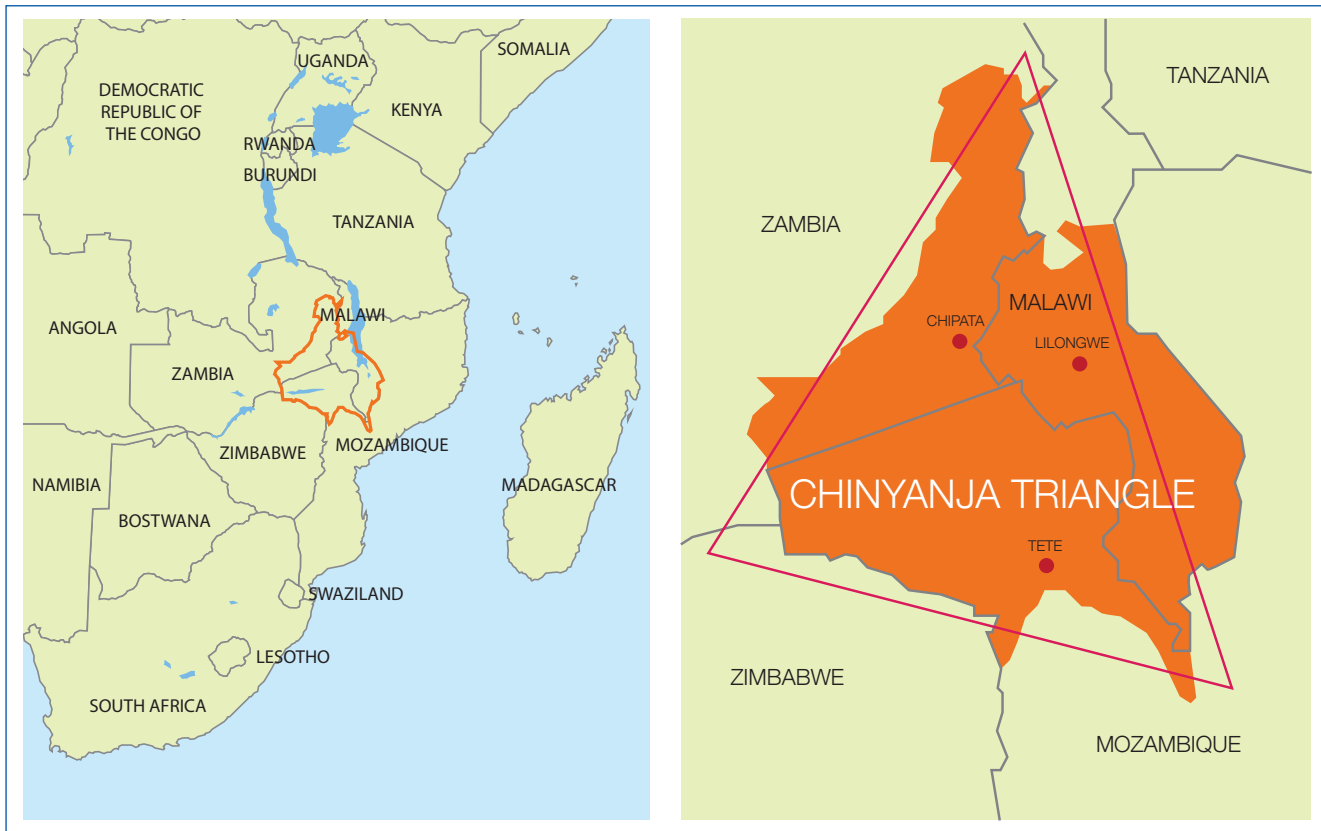 SOMALIA
UGANDA
DEMOCRATIC
REPUBLIC OF
THE CONGO
KENYA
RWANDA
BURUNDI
TANZANIA
MALAWI
ANGOLA
ZAMBIA
MOZAMBIQUE
ZIMBABWE
NAMIBIA
MADAGASCAR
BOSTWANA
SWAZILAND
LESOTHO
SOUTH AFRICA
TANZANIA
ZAMBIA
MALAWI
CHIPATA
LILONGWE
CHINYANJA TRIANGLE
TETE
ZIMBABWE
MOZAMBIQUE